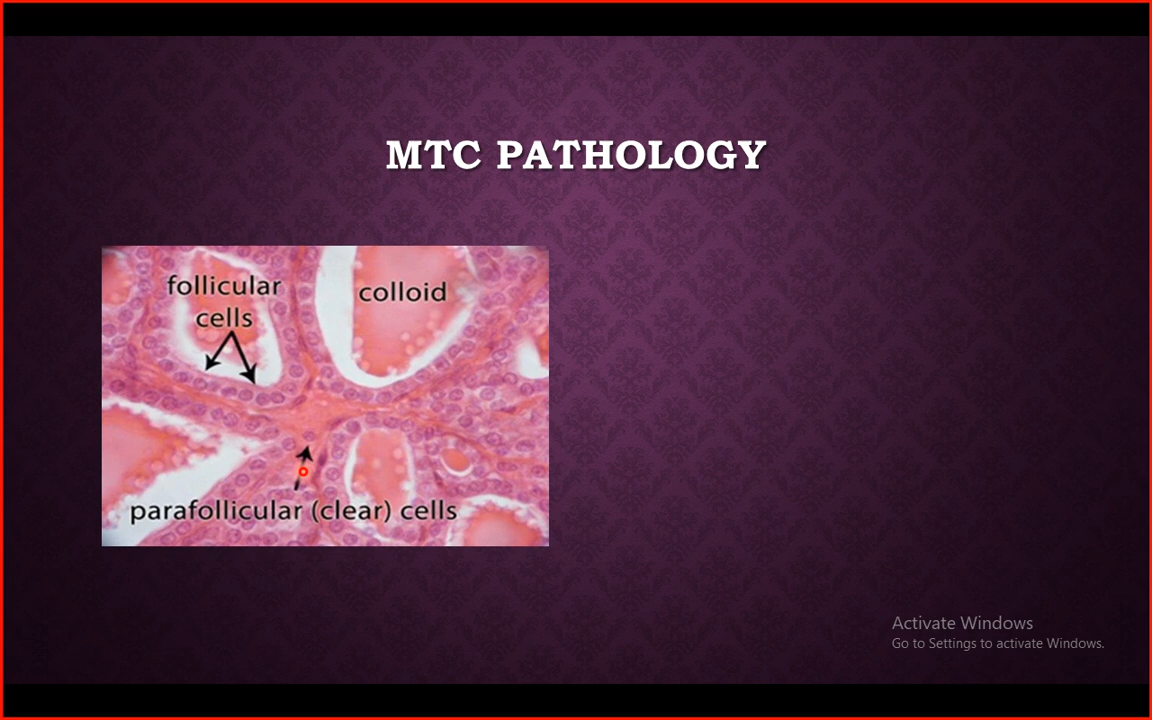 MTC PATHOLOGY
follicular
cells
colloid
parafollicular (clear) cells
Activate Windows
Go to Settings to activate Windows.